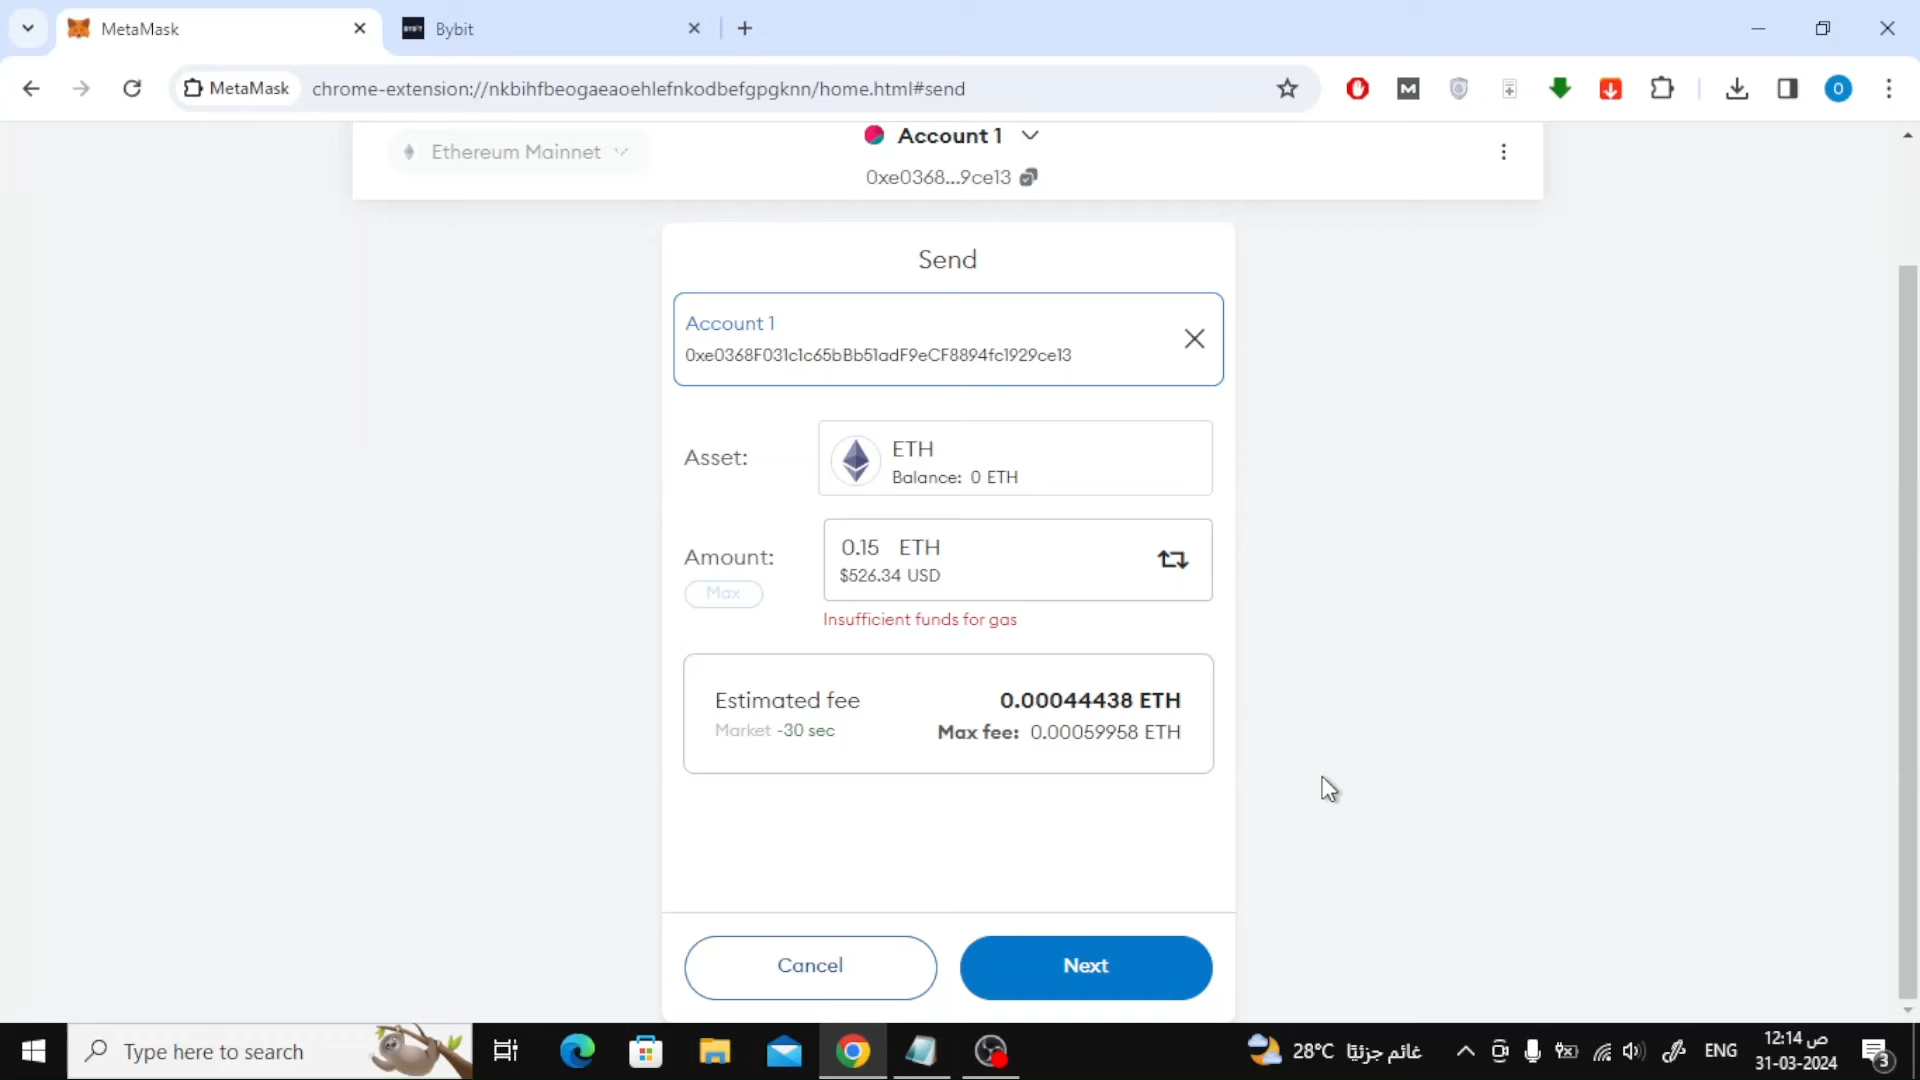 MetaMask
Bybit
MetaMask
chrome-extension://nkbihfbeogaeaoehlefnkodbefgpgknn/home.html#send
Ethereum Mainnet
Account 1
0xe0368...9ce13
Send
Account 1
0xe0368F031c1c65bBb51adF9eCF8894fc1929ce13
Asset:
ETH
Balance: 0 ETH
Amount:
Max
0.15 ETH
$526.34 USD
Insufficient funds for gas
Estimated fee
0.00044438 ETH
Market -30 sec
Max fee: 0.00059958 ETH
Cancel
Next
Type here to search
28°C
غائم جزئيًا
ENG
12:14 ص
31-03-2024
3